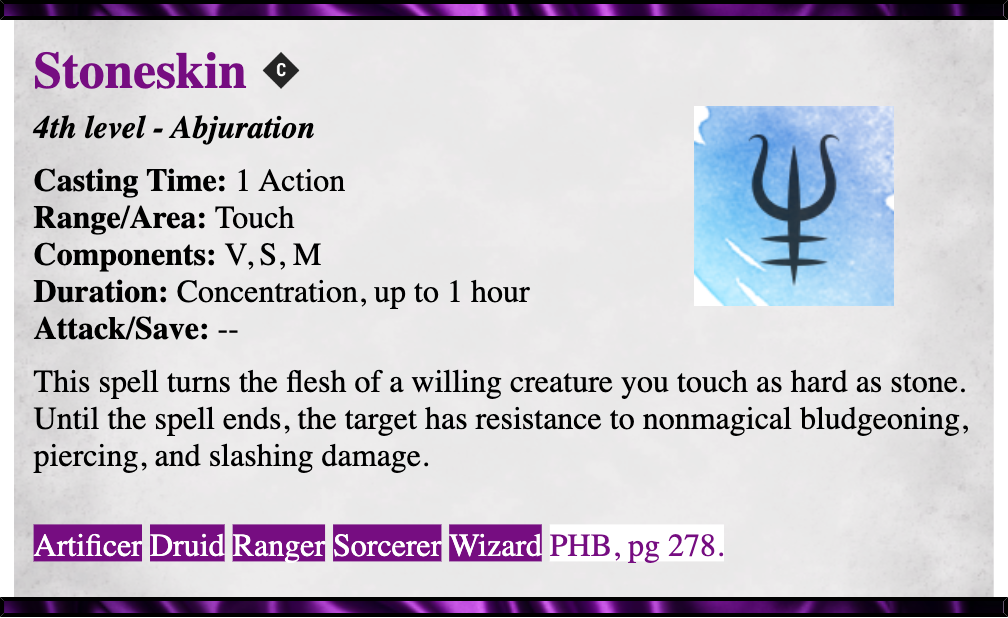 Stoneskin C
4th level - Abjuration
Casting Time: 1 Action
Range/Area: Touch
Components: V, S, M
Duration: Concentration, up to 1 hour
Attack/Save: --
This spell turns the flesh of a willing creature you touch as hard as stone.
Until the spell ends, the target has resistance to nonmagical bludgeoning,
piercing, and slashing damage.
Artificer Druid Ranger Sorcerer Wizard PHB, pg 278.